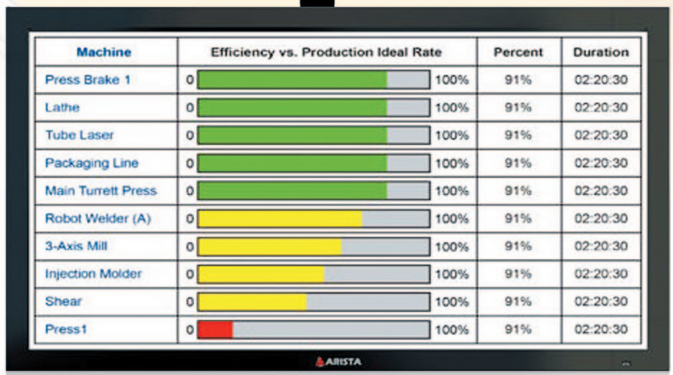 Machine Efficiency vs. Production Ideal Rate Percent Duration
Press Brake 1 0 100% 91% 02:20:30
Lathe 0 100% 91% 02:20:30
Tube Laser 0 100% 91% 02:20:30
Packaging Line 0 100% 91% 02:20:30
Main Turrett Press 0 100% 91% 02:20:30
Robot Welder (A) 0 100% 91% 02:20:30
3-Axis Mill 0 100% 91% 02:20:30
Injection Molder 0 100% 91% 02:20:30
Shear 0 100% 91% 02:20:30
Press1 0 100% 91% 02:20:30
ARISTA